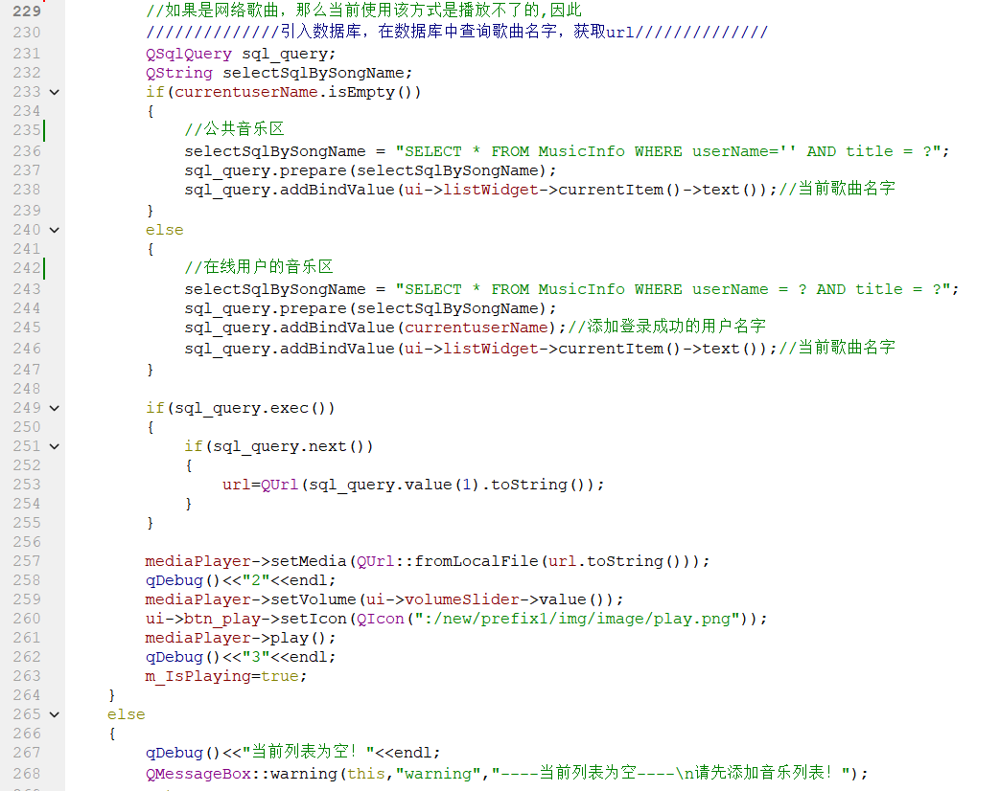 229 //如果是网络歌曲，那么当前使用该方式是播放不了的,因此
230 //////////////引入数据库，在数据库中查询歌曲名字，获取url//////////////
231 QSqlQuery sql_query;
232 QString selectSqlBySongName;
233 if(currentuserName.isEmpty())
234 {
235 //公共音乐区
236 selectSqlBySongName = "SELECT * FROM MusicInfo WHERE userName='' AND title = ?";
237 sql_query.prepare(selectSqlBySongName);
238 sql_query.addBindValue(ui->listWidget->currentItem()->text());//当前歌曲名字
239 }
240 else
241 {
242 //在线用户的音乐区
243 selectSqlBySongName = "SELECT * FROM MusicInfo WHERE userName = ? AND title = ?";
244 sql_query.prepare(selectSqlBySongName);
245 sql_query.addBindValue(currentuserName);//添加登录成功的用户名字
246 sql_query.addBindValue(ui->listWidget->currentItem()->text());//当前歌曲名字
247 }
248
249 if(sql_query.exec())
250 {
251 if(sql_query.next())
252 {
253 url=QUrl(sql_query.value(1).toString());
254 }
255 }
256
257 mediaPlayer->setMedia(QUrl::fromLocalFile(url.toString()));
258 qDebug()<<"2"<<endl;
259 mediaPlayer->setVolume(ui->volumeSlider->value());
260 ui->btn_play->setIcon(QIcon(":/new/prefix1/img/image/play.png"));
261 mediaPlayer->play();
262 qDebug()<<"3"<<endl;
263 m_IsPlaying=true;
264 }
265 else
266 {
267 qDebug()<<"当前列表为空！"<<endl;
268 QMessageBox::warning(this,"warning","----当前列表为空----\n请先添加音乐列表！");